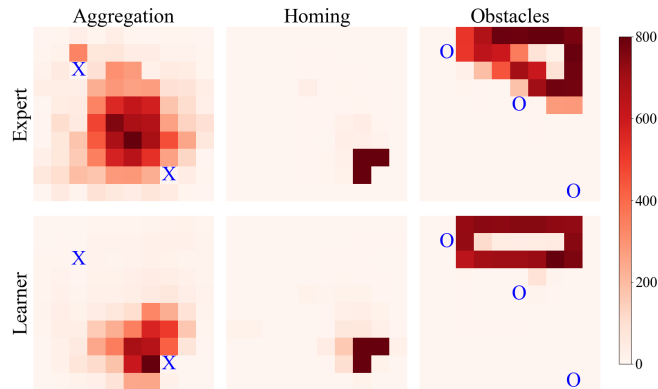 Aggregation Homing Obstacles
Expert
X
X
O
O
O
Learner
X
X
O
O
O
800
600
400
200
0